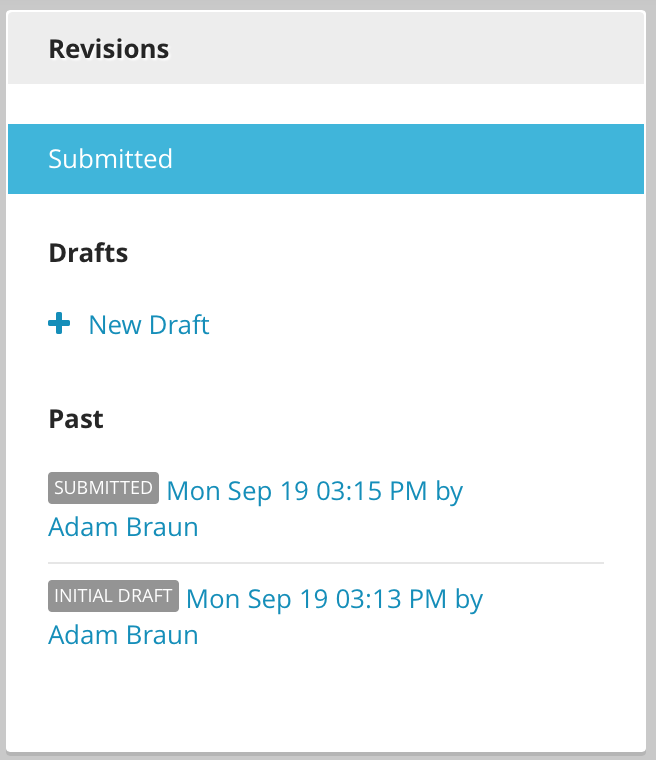 Revisions
Submitted
Drafts
New Draft
Past
SUBMITTED Mon Sep 19 03:15 PM by
Adam Braun
INITIAL DRAFT Mon Sep 19 03:13 PM by
Adam Braun